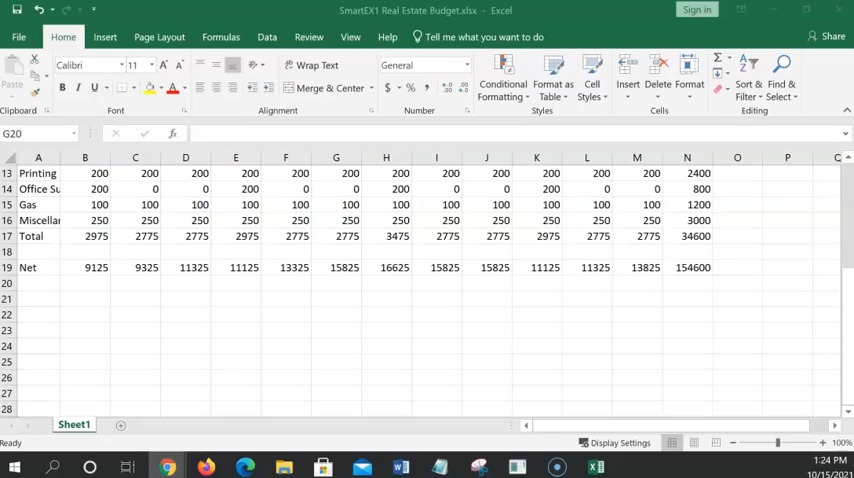 SmartEX1 Real Estate Budget.xlsx - Excel
Sign in
File Home Insert Page Layout Formulas Data Review View Help Tell me what you want to do Share
Paste
Calibri 11 A A
B I U A
Wrap Text
Merge & Center
General
$ % ,
Conditional Formatting
Format as Table
Cell Styles
Insert Delete Format
Sort & Filter
Find & Select
Clipboard Font Alignment Number Styles Cells Editing
G20 fx
A B C D E F G H I J K L M N O P Q
13 Printing 200 200 200 200 200 200 200 200 200 200 200 200 2400
14 Office Su 200 0 0 200 0 0 200 0 0 200 0 0 800
15 Gas 100 100 100 100 100 100 100 100 100 100 100 100 1200
16 Miscellar 250 250 250 250 250 250 250 250 250 250 250 250 3000
17 Total 2975 2775 2775 2975 2775 2775 3475 2775 2775 2975 2775 2775 34600
18
19 Net 9125 9325 11325 11125 13325 15825 16625 15825 15825 11125 11325 13825 154600
20
21
22
23
24
25
26
27
28
Sheet1
Ready Display Settings 100%
1:24 PM
10/15/2021